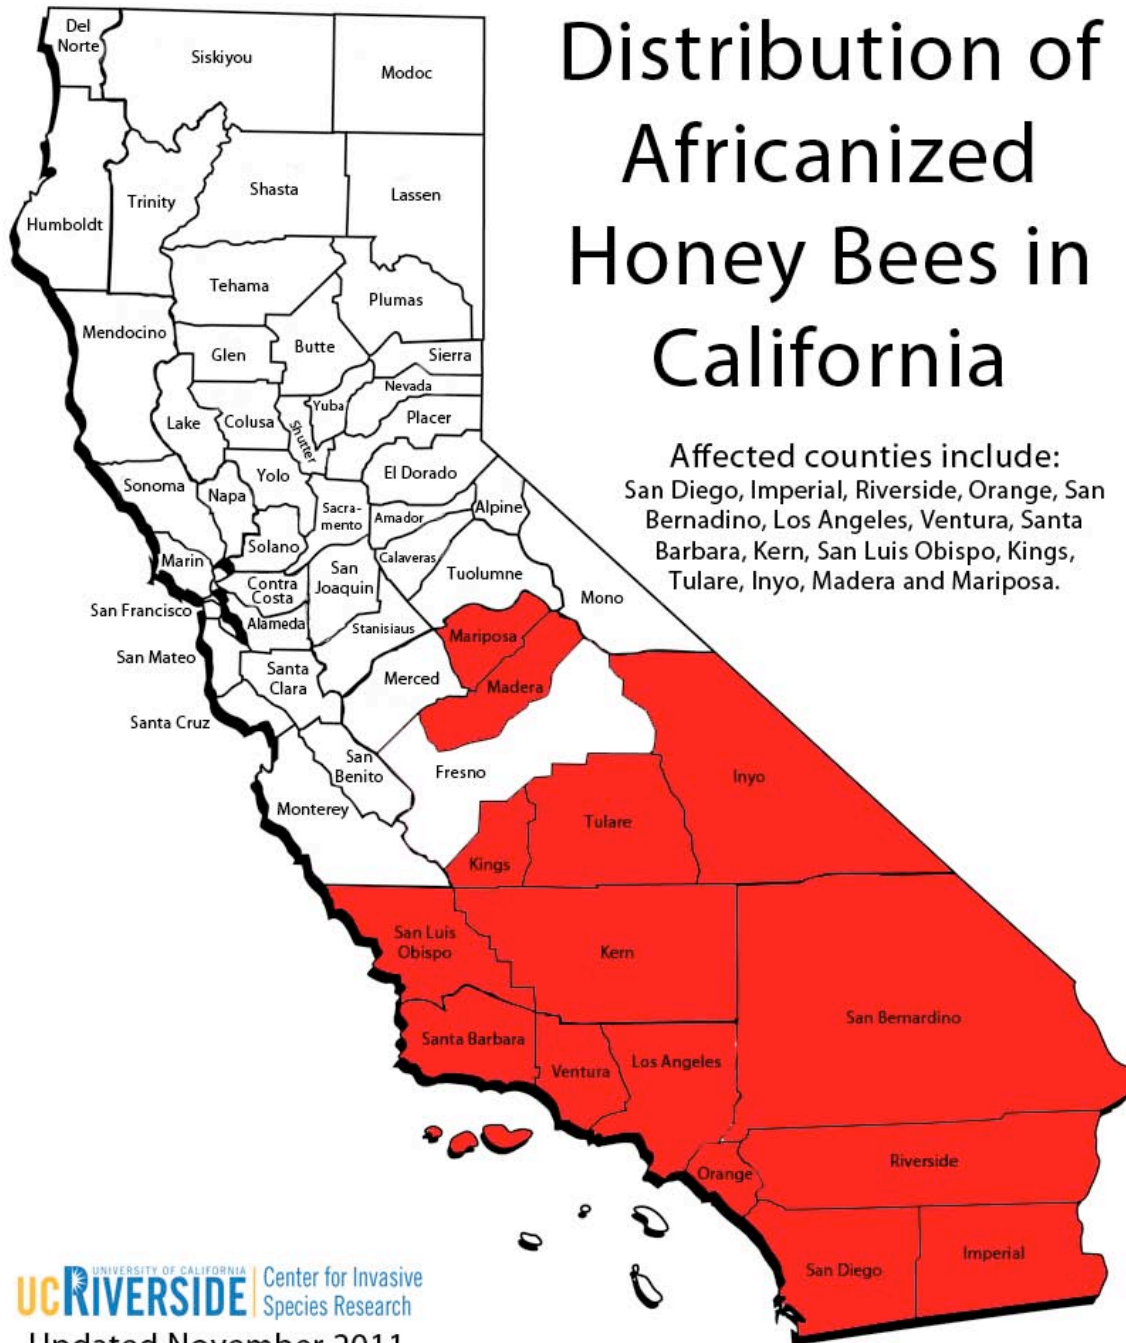 Distribution of
Africanized
Honey Bees in
California
Affected counties include:
San Diego, Imperial, Riverside, Orange, San
Bernadino, Los Angeles, Ventura, Santa
Barbara, Kern, San Luis Obispo, Kings,
Tulare, Inyo, Madera and Mariposa.
Del
Norte
Siskiyou
Modoc
Humboldt
Trinity
Shasta
Lassen
Tehama
Plumas
Mendocino
Glen
Butte
Sierra
Nevada
Yuba
Placer
Lake
Colusa
Shutter
El Dorado
Yolo
Sonoma
Napa
Sacra-
mento
Amador
Alpine
Solano
Marin
Calaveras
Tuolumne
Contra
Costa
San
Joaquin
Mono
San Francisco
Alameda
Stanisiaus
Mariposa
San Mateo
Santa
Clara
Merced
Madera
Santa Cruz
San
Benito
Fresno
Inyo
Monterey
Tulare
Kings
San Luis
Obispo
Kern
San Bernardino
Santa Barbara
Ventura
Los Angeles
Orange
Riverside
San Diego
Imperial
UNIVERSITY OF CALIFORNIA
UCRIVERSIDE
Center for Invasive
Species Research
Updated November 2011